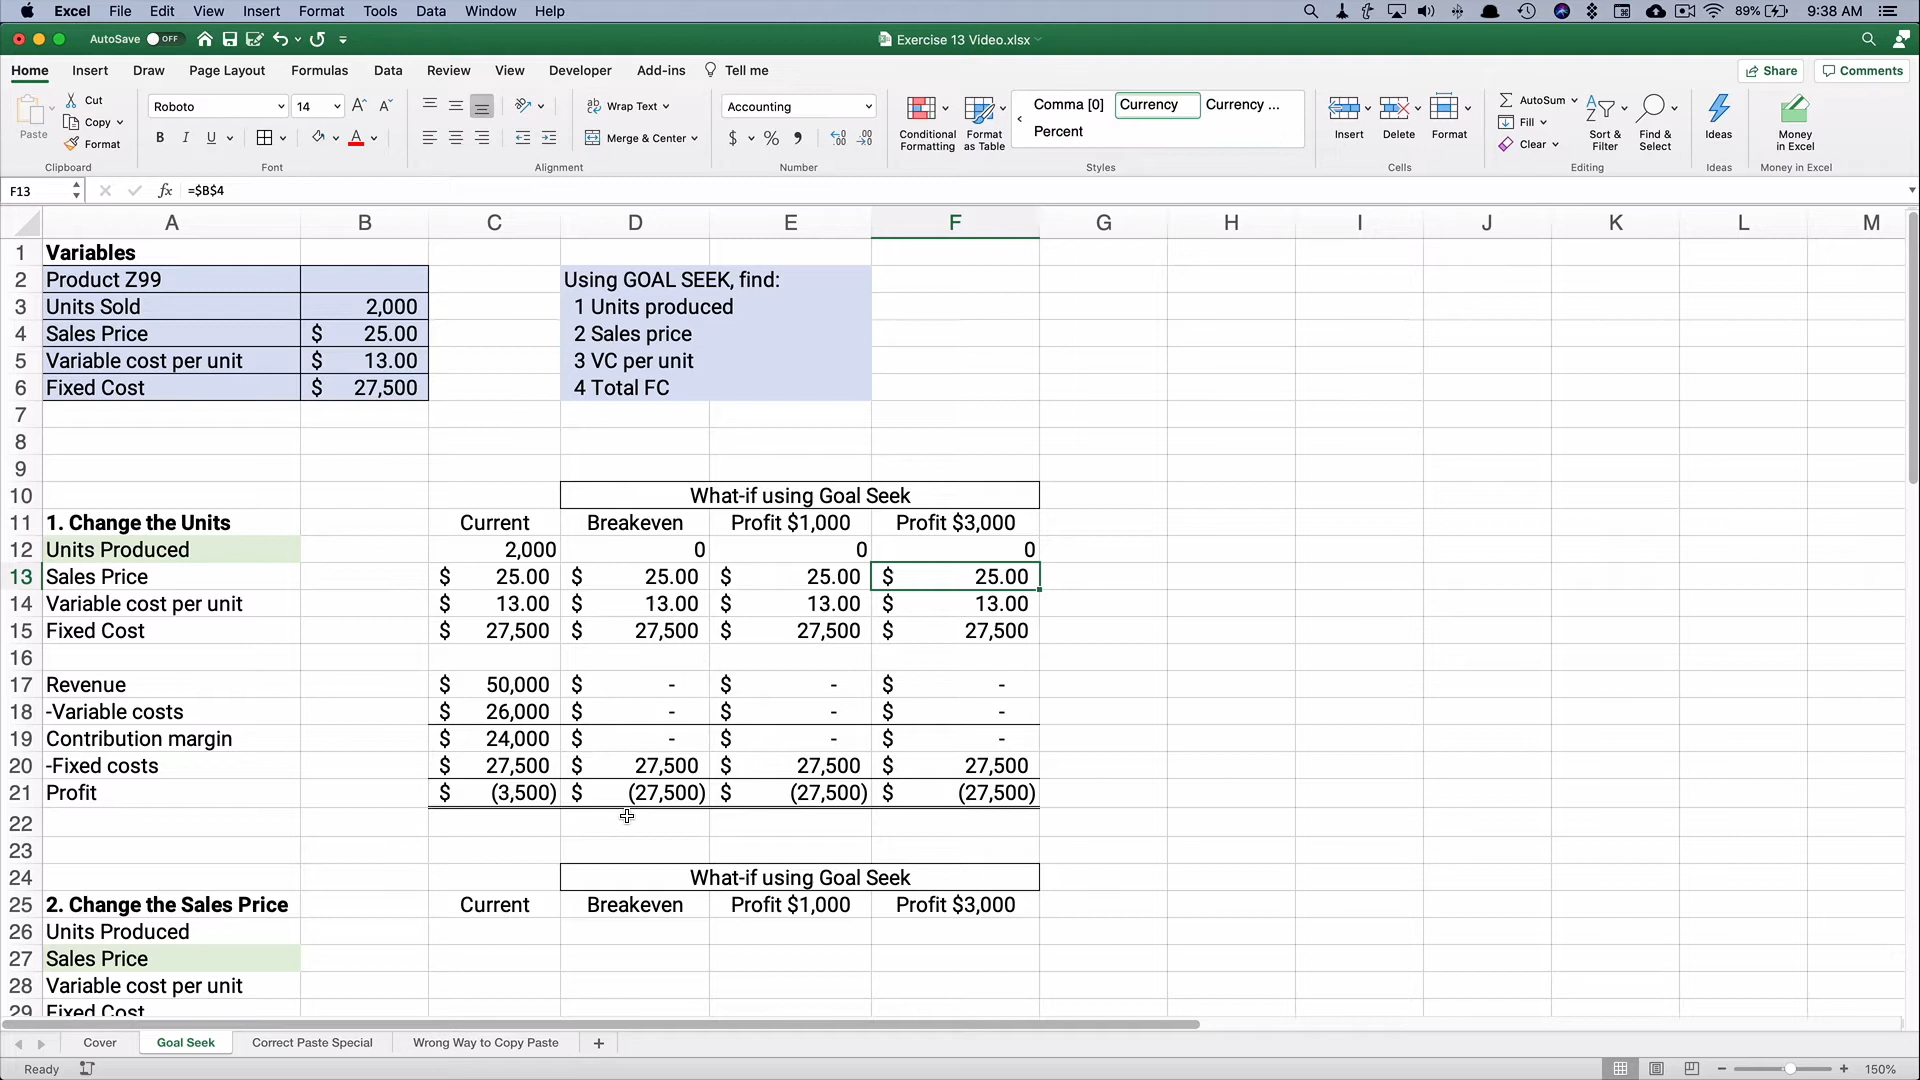 Excel File Edit View Insert Format Tools Data Window Help 89% 9:38 AM
AutoSave OFF Exercise 13 Video.xlsx
Home Insert Draw Page Layout Formulas Data Review View Developer Add-ins Tell me Share Comments
Paste Cut Copy Format Clipboard
Roboto 14 B I U A Font
Wrap Text Merge & Center Alignment
Accounting $ % Number
Conditional Formatting Format as Table Comma [0] Currency Currency ... Percent Styles
Insert Delete Format Cells
AutoSum Fill Clear Sort & Filter Find & Select Editing
Ideas Ideas
Money in Excel Money in Excel
F13 fx =$B$4
A B C D E F G H I J K L M
1 Variables
2 Product Z99 Using GOAL SEEK, find:
3 Units Sold 2,000 1 Units produced
4 Sales Price $ 25.00 2 Sales price
5 Variable cost per unit $ 13.00 3 VC per unit
6 Fixed Cost $ 27,500 4 Total FC
7
8
9
10 What-if using Goal Seek
11 1. Change the Units Current Breakeven Profit $1,000 Profit $3,000
12 Units Produced 2,000 0 0 0
13 Sales Price $ 25.00 $ 25.00 $ 25.00 $ 25.00
14 Variable cost per unit $ 13.00 $ 13.00 $ 13.00 $ 13.00
15 Fixed Cost $ 27,500 $ 27,500 $ 27,500 $ 27,500
16
17 Revenue $ 50,000 $ - $ - $ -
18 -Variable costs $ 26,000 $ - $ - $ -
19 Contribution margin $ 24,000 $ - $ - $ -
20 -Fixed costs $ 27,500 $ 27,500 $ 27,500 $ 27,500
21 Profit $ (3,500) $ (27,500) $ (27,500) $ (27,500)
22
23
24 What-if using Goal Seek
25 2. Change the Sales Price Current Breakeven Profit $1,000 Profit $3,000
26 Units Produced
27 Sales Price
28 Variable cost per unit
29 Fixed Cost
Cover Goal Seek Correct Paste Special Wrong Way to Copy Paste +
Ready 150%